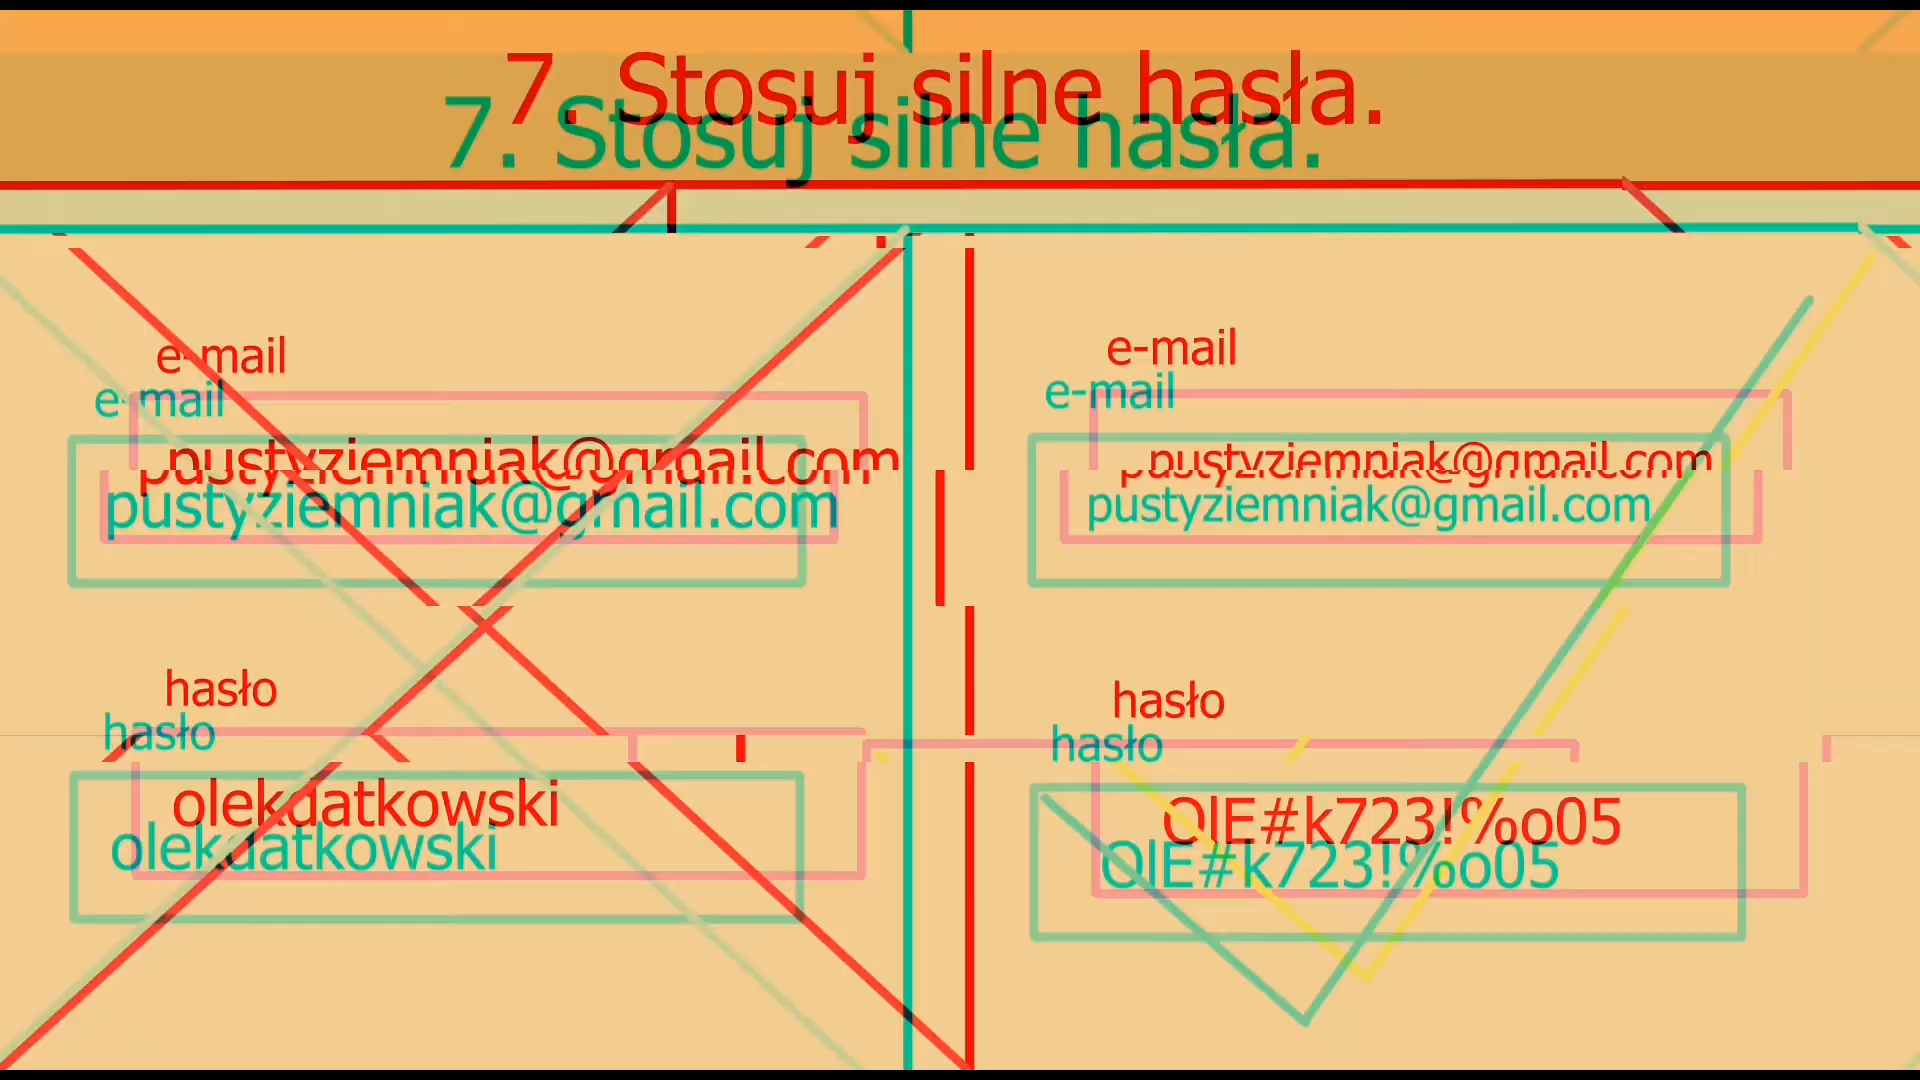 7. Stosuj silne hasła.
e-mail
pustyziemniak@gmail.com
hasło
olekdatkowski
e-mail
pustyziemniak@gmail.com
hasło
OlE#k723!%o05